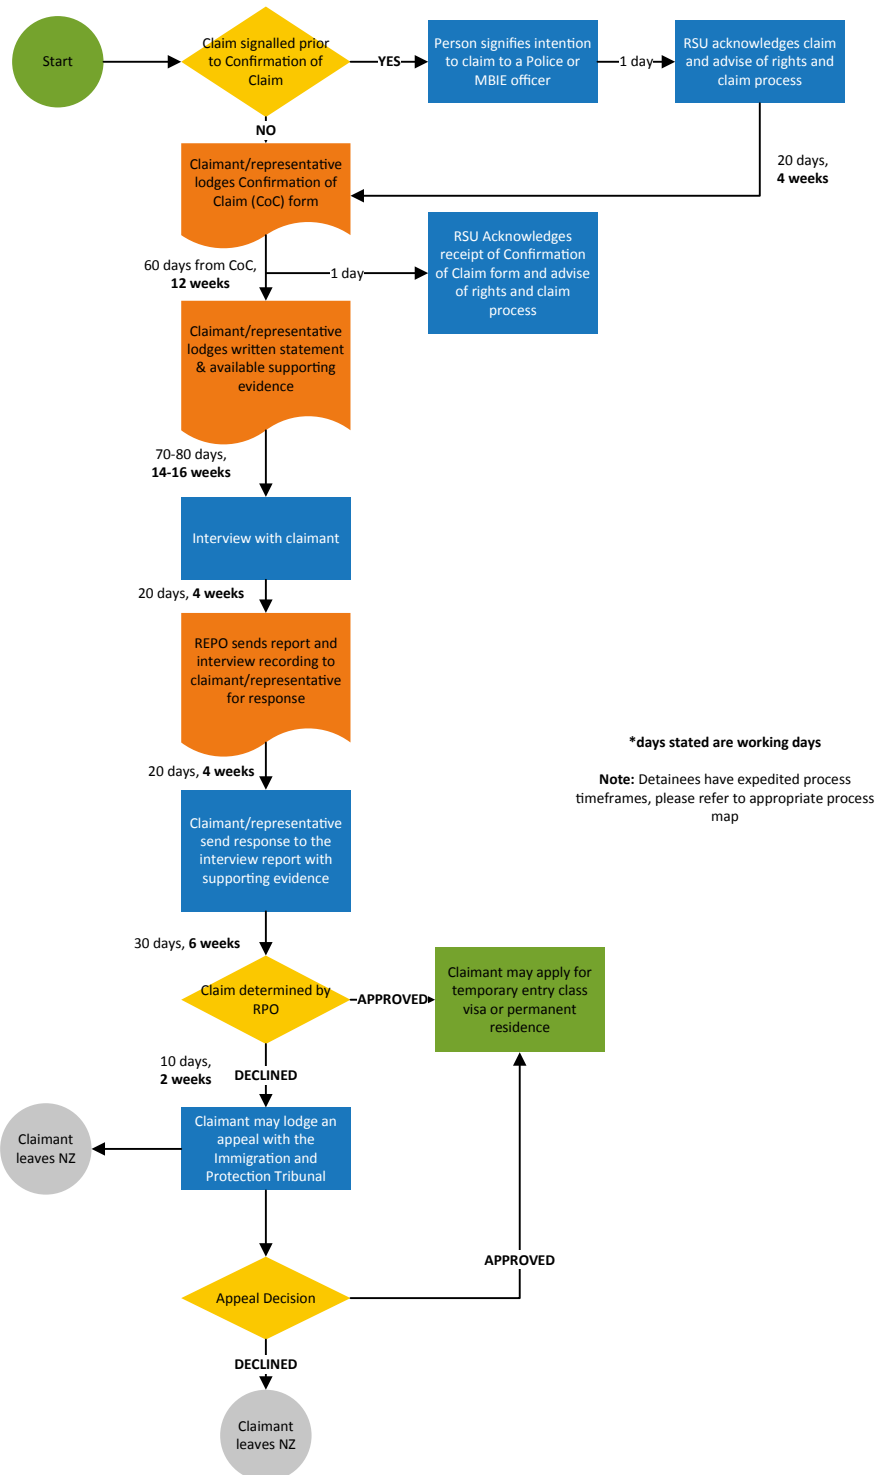 Start
Claim signalled prior
to Confirmation of
Claim
YES
Person signifies intention
to claim to a Police or
MBIE officer
1 day
RSU acknowledges claim
and advise of rights and
claim process
NO
20 days,
4 weeks
Claimant/representative
lodges Confirmation of
Claim (CoC) form
60 days from CoC,
12 weeks
1 day
RSU Acknowledges
receipt of Confirmation
of Claim form and advise
of rights and claim
process
Claimant/representative
lodges written statement
& available supporting
evidence
70-80 days,
14-16 weeks
Interview with claimant
20 days, 4 weeks
REPO sends report and
interview recording to
claimant/representative
for response
*days stated are working days
Note: Detainees have expedited process
timeframes, please refer to appropriate process
map
20 days, 4 weeks
Claimant/representative
send response to the
interview report with
supporting evidence
30 days, 6 weeks
Claim determined by
RPO
APPROVED
Claimant may apply for
temporary entry class
visa or permanent
residence
10 days,
2 weeks
DECLINED
Claimant may lodge an
appeal with the
Immigration and
Protection Tribunal
Claimant
leaves NZ
Appeal Decision
APPROVED
DECLINED
Claimant
leaves NZ